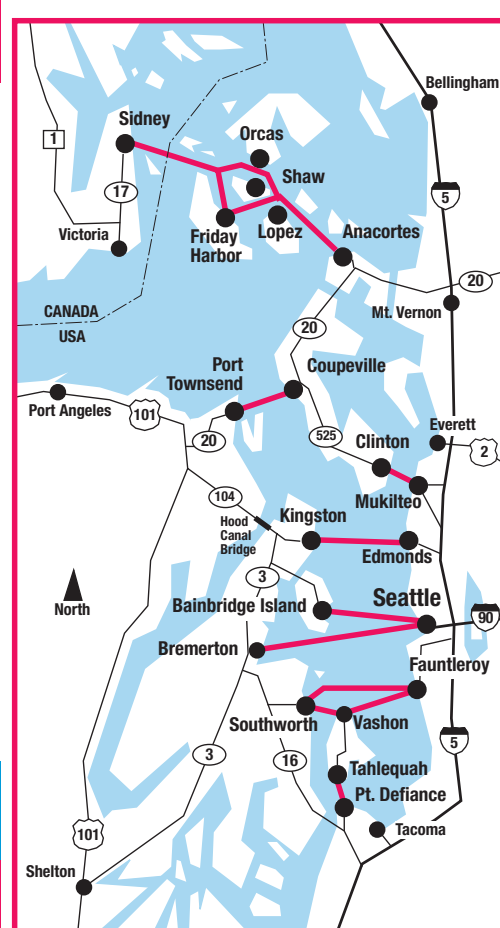 Bellingham
Sidney
Orcas
1
Shaw
17
5
Victoria
Friday
Harbor
Lopez
Anacortes
20
CANADA
USA
Mt. Vernon
20
Port
Townsend
Coupeville
Port Angeles
101
20
525
Everett
2
Clinton
Mukilteo
104
Hood
Canal
Bridge
Kingston
Edmonds
3
North
Bainbridge Island
Seattle
90
Bremerton
Fauntleroy
Southworth
Vashon
3
16
5
Tahlequah
Pt. Defiance
101
Tacoma
Shelton